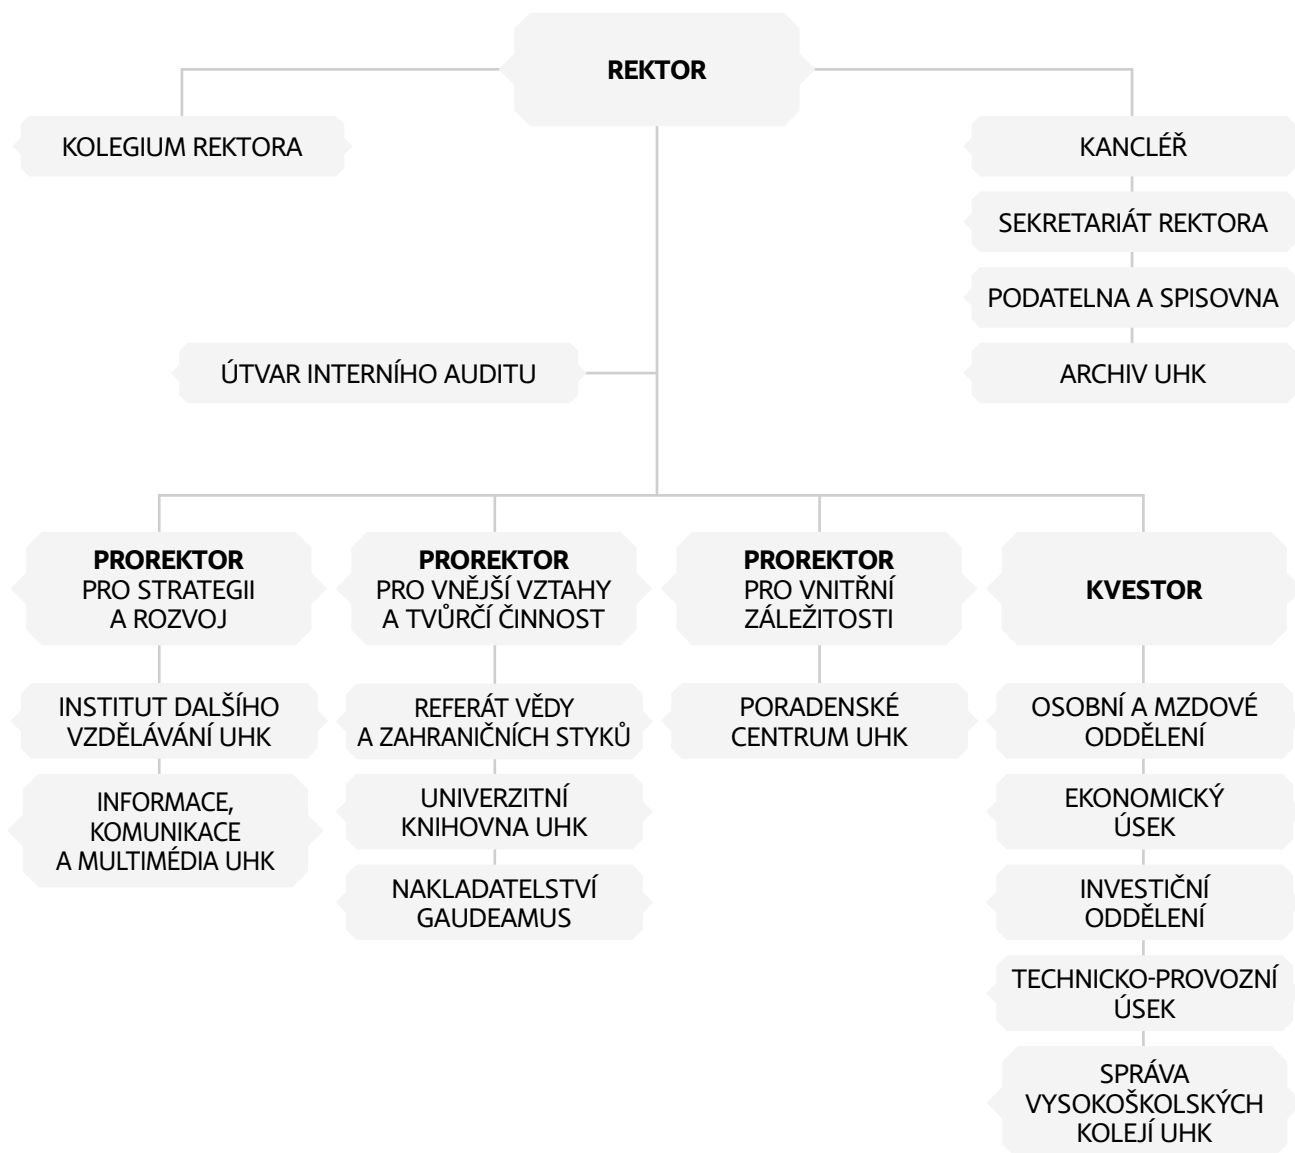 REKTOR
KOLEGIUM REKTORA
KANCLÉŘ
SEKRETARIÁT REKTORA
PODATELNA A SPISOVNA
ARCHIV UHK
ÚTVAR INTERNÍHO AUDITU
PROREKTOR
PRO STRATEGII
A ROZVOJ
INSTITUT DALŠÍHO
VZDĚLÁVÁNÍ UHK
INFORMACE,
KOMUNIKACE
A MULTIMÉDIA UHK
PROREKTOR
PRO VNĚJŠÍ VZTAHY
A TVŮRČÍ ČINNOST
REFERÁT VĚDY
A ZAHRANIČNÍCH STYKŮ
UNIVERZITNÍ
KNIHOVNA UHK
NAKLADATELSTVÍ
GAUDEAMUS
PROREKTOR
PRO VNITŘNÍ
ZÁLEŽITOSTI
PORADENSKÉ
CENTRUM UHK
KVESTOR
OSOBNÍ A MZDOVÉ
ODDĚLENÍ
EKONOMICKÝ
ÚSEK
INVESTIČNÍ
ODDĚLENÍ
TECHNICKO-PROVOZNÍ
ÚSEK
SPRÁVA
VYSOKOŠKOLSKÝCH
KOLEJÍ UHK